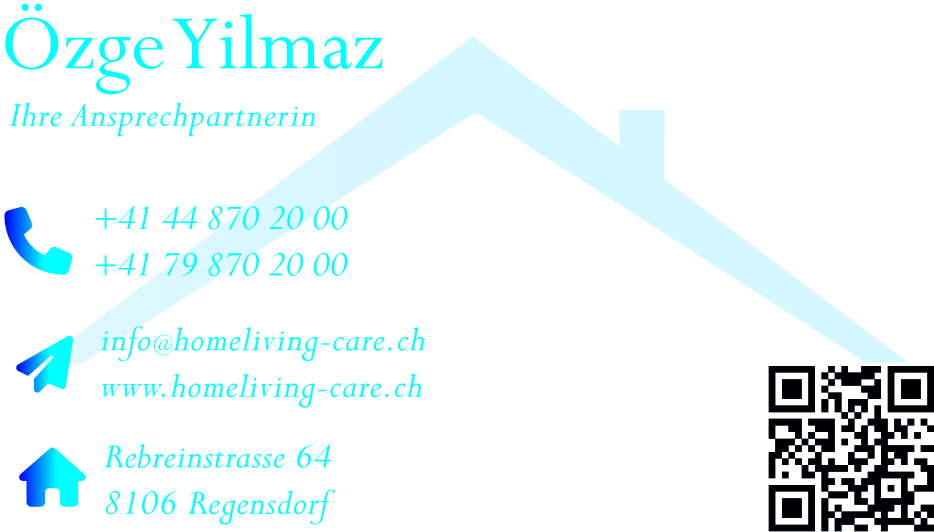 Özge Yilmaz
Ihre Ansprechpartnerin
+41 44 870 20 00
+41 79 870 20 00
info@homeliving-care.ch
www.homeliving-care.ch
Rebreinstrasse 64
8106 Regensdorf